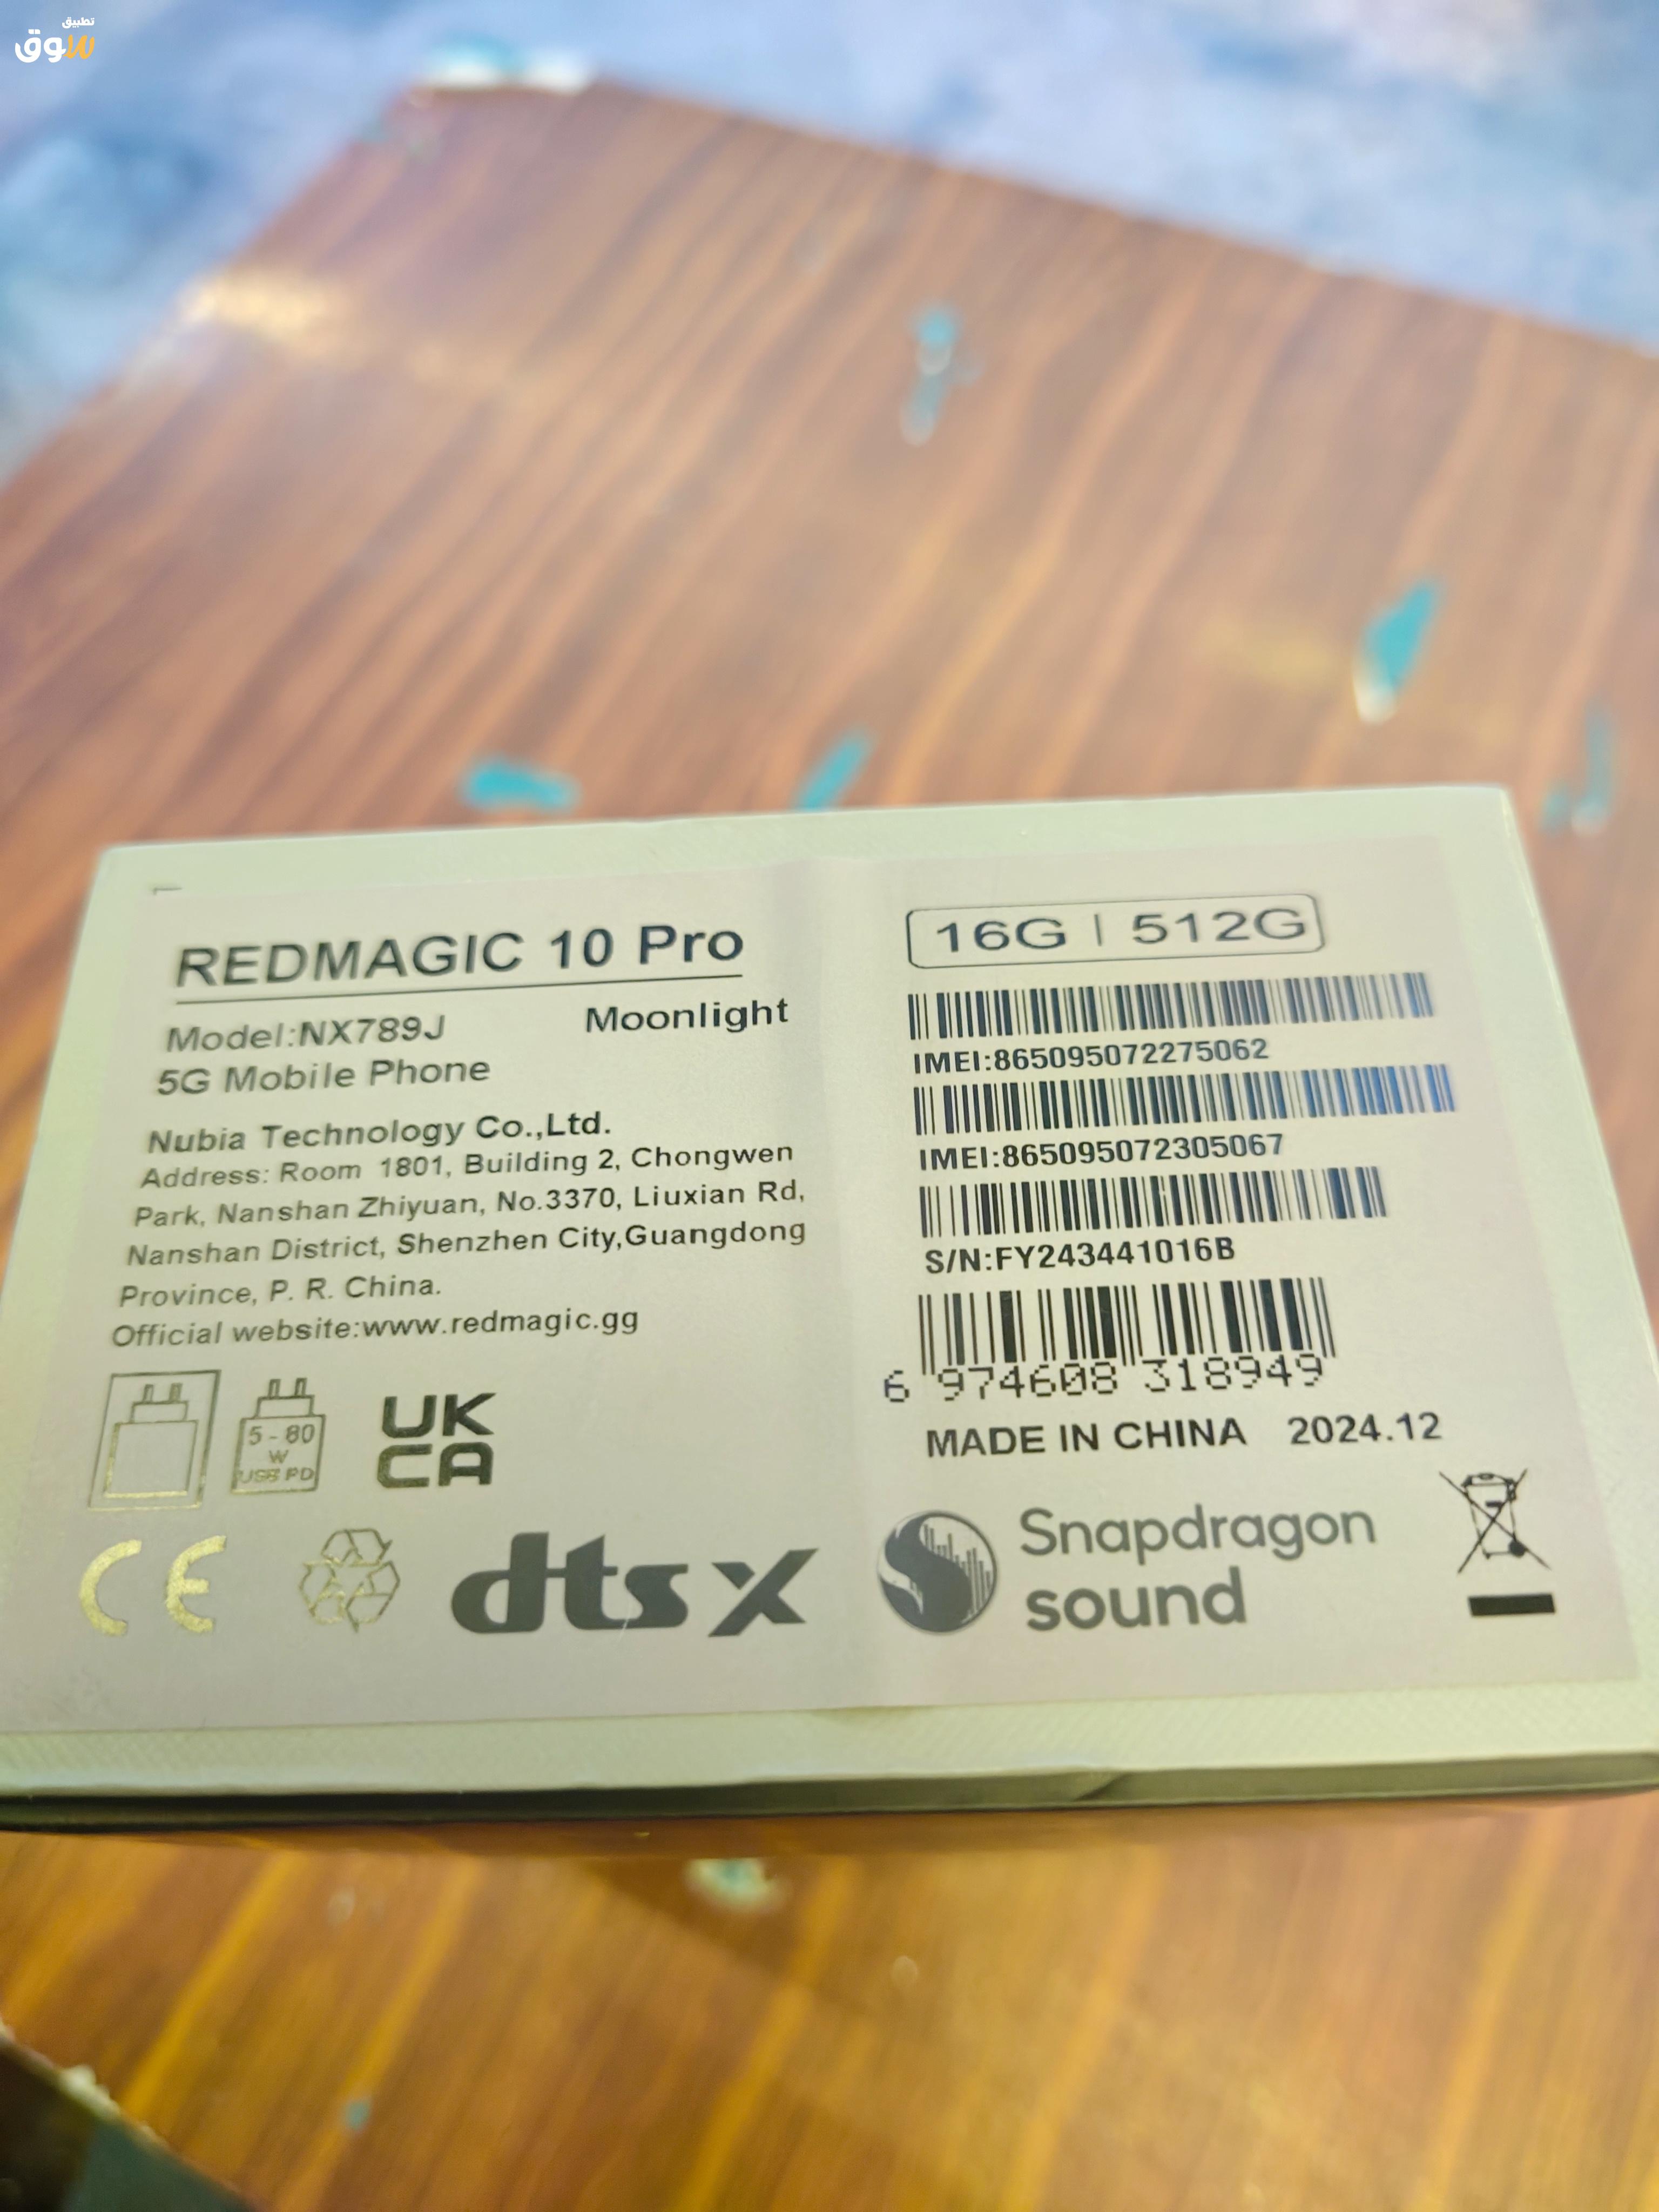 تطبيق
سوق
REDMAGIC 10 Pro
Model:NX789J Moonlight
5G Mobile Phone
Nubia Technology Co.,Ltd.
Address: Room 1801, Building 2, Chongwen
Park, Nanshan Zhiyuan, No.3370, Liuxian Rd,
Nanshan District, Shenzhen City,Guangdong
Province, P. R. China.
Official website:www.redmagic.gg
5 - 80
W
USB PD
UK
CA
CE
dts X
16G | 512G
IMEI:865095072275062
IMEI:865095072305067
S/N:FY243441016B
6 974608 318949
MADE IN CHINA 2024.12
Snapdragon
sound